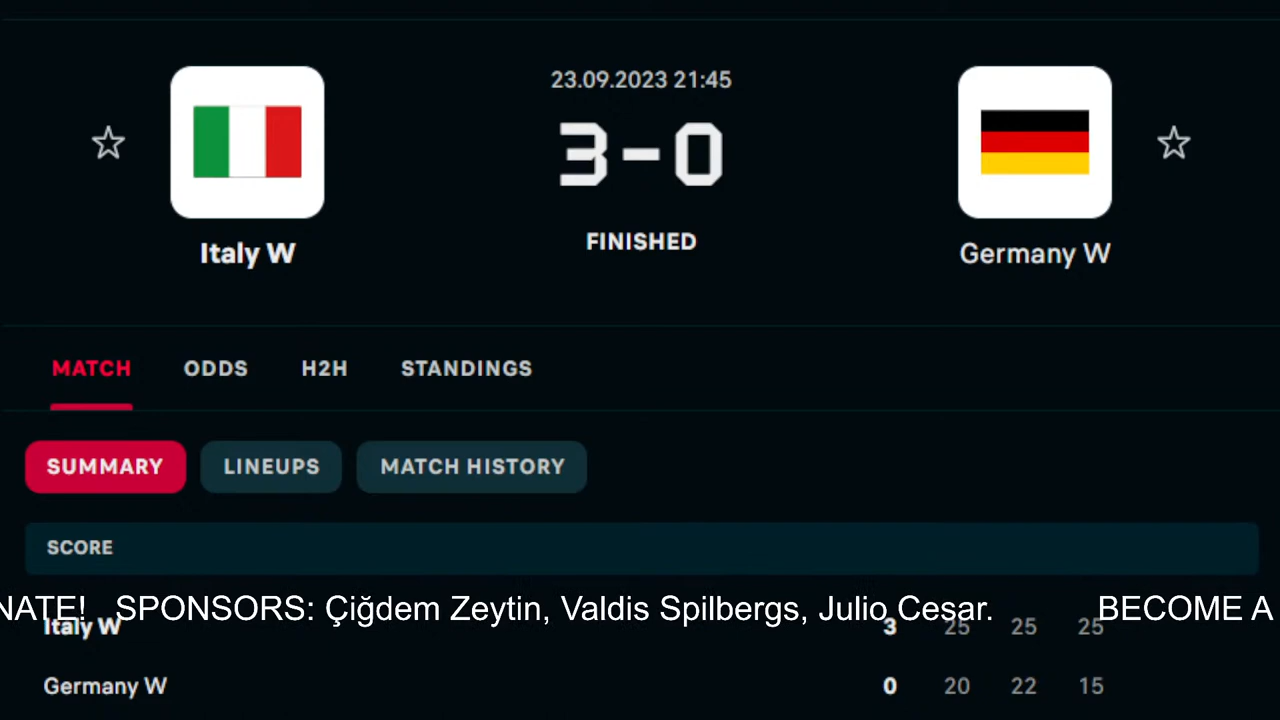 23.09.2023 21:45
3-0
FINISHED
Italy W
Germany W
MATCH ODDS H2H STANDINGS
SUMMARY LINEUPS MATCH HISTORY
SCORE
NATE! SPONSORS: Çiğdem Zeytin, Valdis Spilbergs, Julio Cesar. BECOME A
Italy W 3 25 25 25
Germany W 0 20 22 15